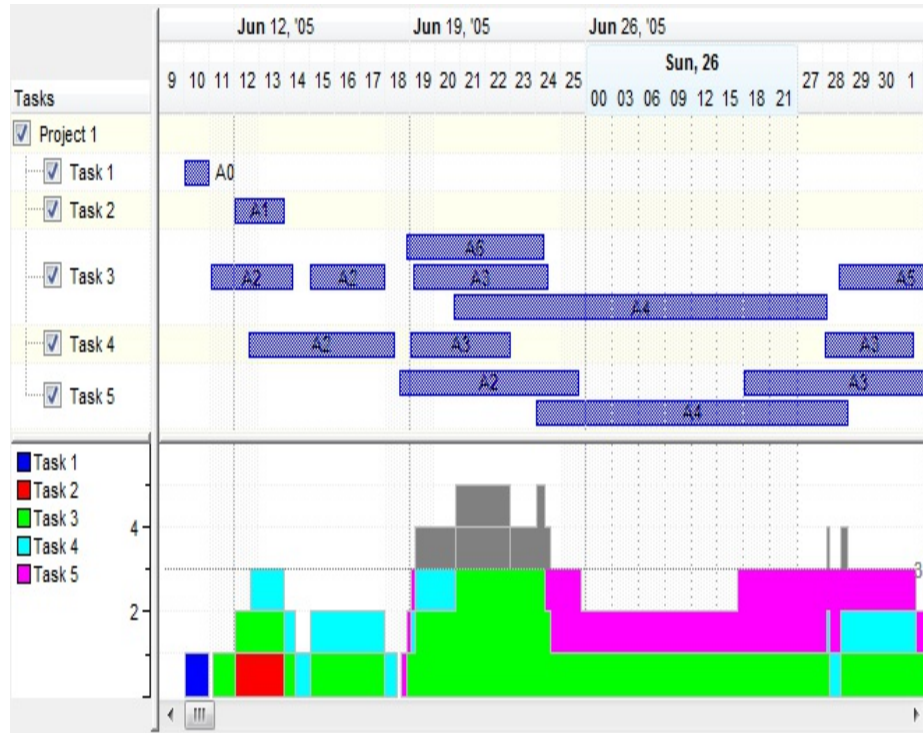 Jun 12, '05 Jun 19, '05 Jun 26, '05
Sun, 26
9 10 11 12 13 14 15 16 17 18 19 20 21 22 23 24 25 27 28 29 30 1
00 03 06 09 12 15 18 21
Tasks
Project 1
Task 1 A0
Task 2 A1
A6
Task 3 A2 A2 A3 A5
A4
Task 4 A2 A3 A3
A2 A3
Task 5
A4
Task 1
Task 2
Task 3
Task 4
Task 5
4
3
2